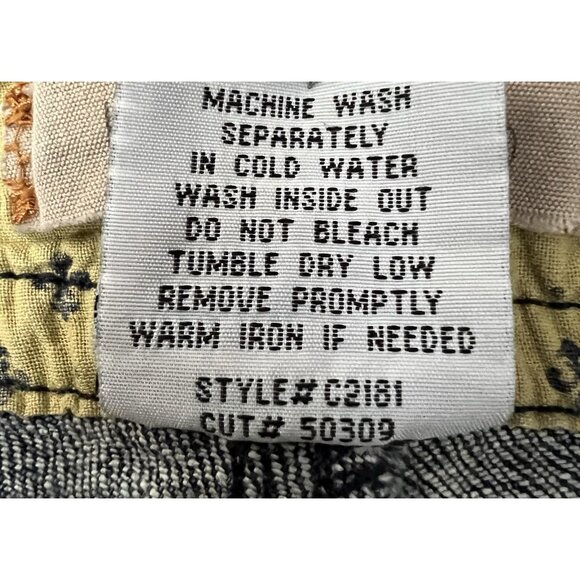 MACHINE WASH
SEPARATELY
IN COLD WATER
WASH INSIDE OUT
DO NOT BLEACH
TUMBLE DRY LOW
REMOVE PROMPTLY
WARM IRON IF NEEDED
STYLE# C2181
CUT# 50309